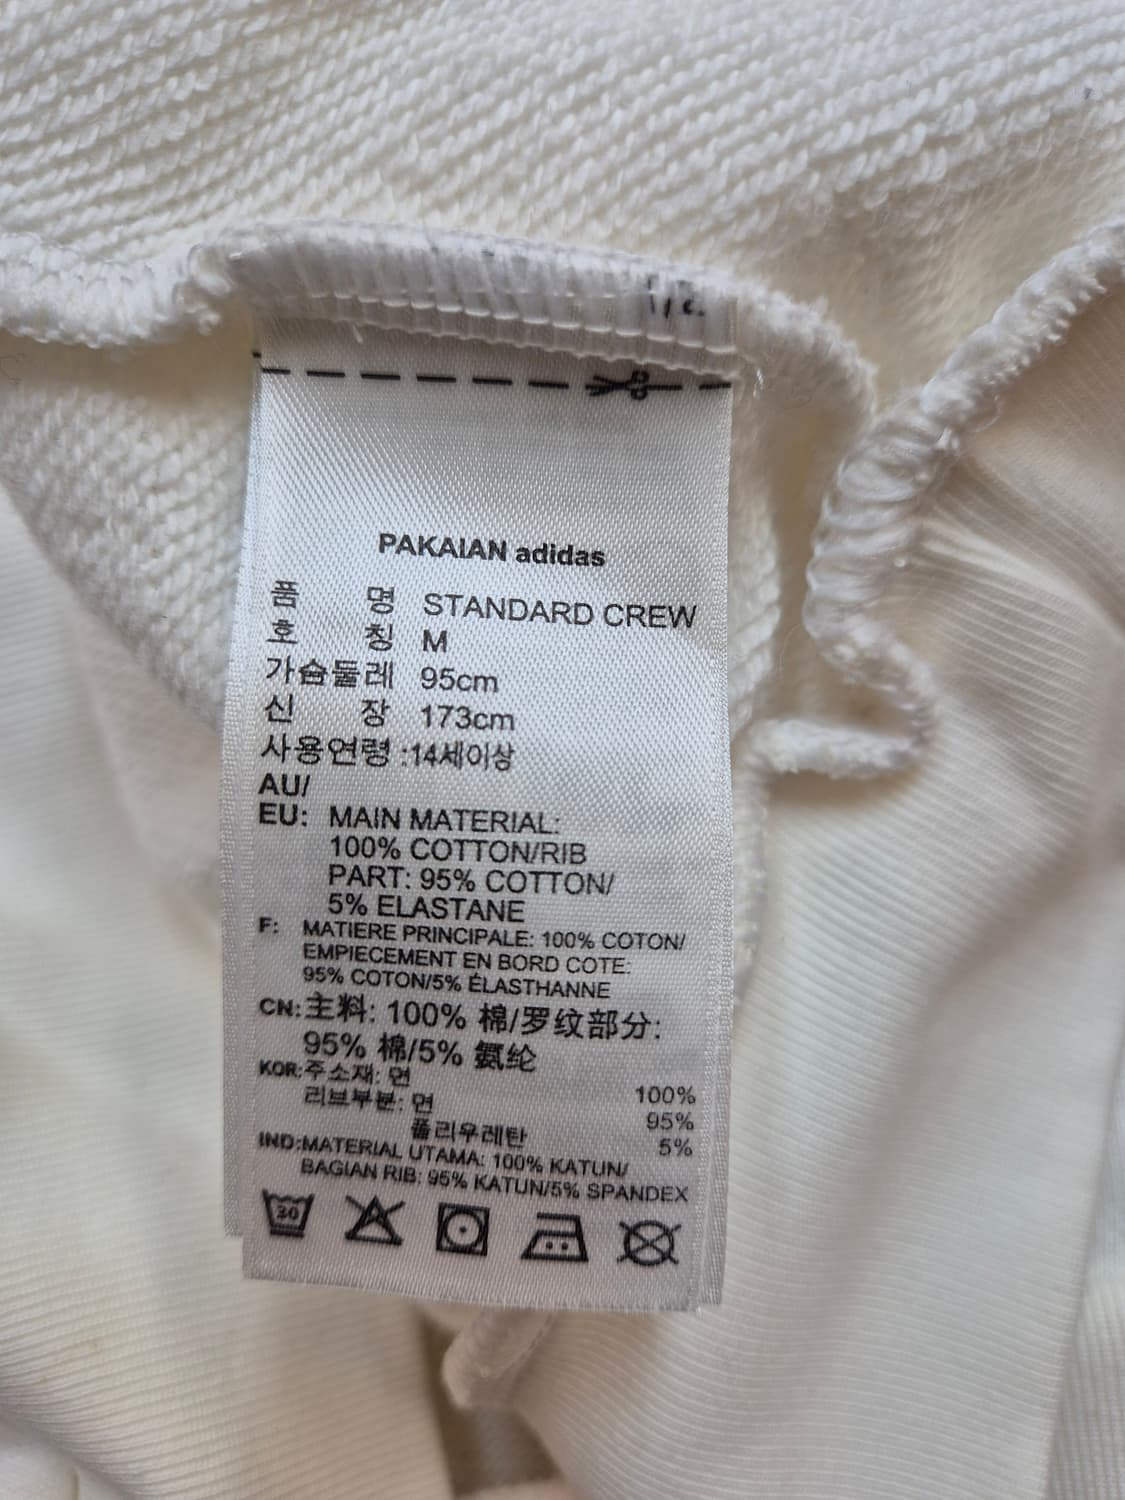 PAKAIAN adidas
품 명 STANDARD CREW
호 칭 M
가슴둘레 95cm
신 장 173cm
사용연령 :14세이상
AU/
EU: MAIN MATERIAL:
100% COTTON/RIB
PART: 95% COTTON/
5% ELASTANE
F: MATIERE PRINCIPALE: 100% COTON/
EMPIECEMENT EN BORD COTE:
95% COTON/5% ÉLASTHANNE
CN:主料: 100% 棉/罗纹部分:
95% 棉/5% 氨纶
KOR:주소재: 면 100%
리브부분: 면 95%
폴리우레탄 5%
IND:MATERIAL UTAMA: 100% KATUN/
BAGIAN RIB: 95% KATUN/5% SPANDEX
30